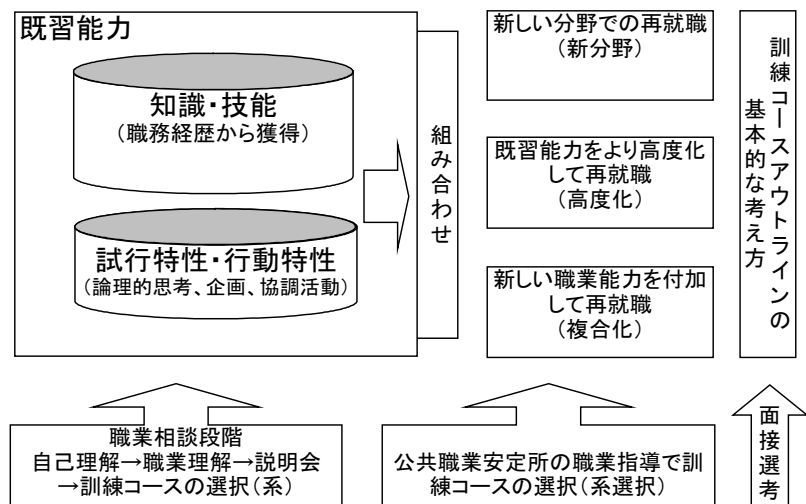 既習能力
知識・技能
（職務経歴から獲得）
試行特性・行動特性
（論理的思考、企画、協調活動）
組み合わせ
新しい分野での再就職
（新分野）
既習能力をより高度化
して再就職
（高度化）
新しい職業能力を付加
して再就職
（複合化）
訓練コースアウトラインの
基本的な考え方
職業相談段階
自己理解→職業理解→説明会
→訓練コースの選択（系）
公共職業安定所の職業指導で訓
練コースの選択（系選択）
面接選考